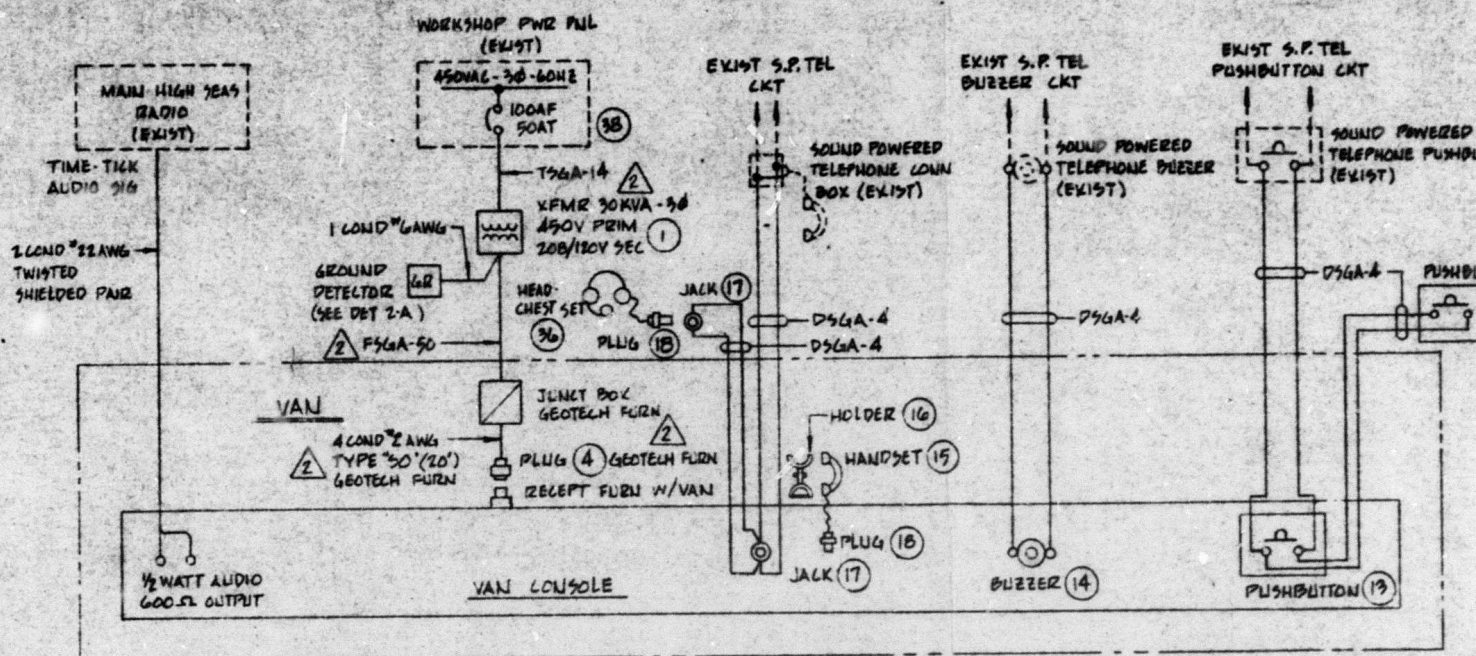 WORKSHOP PWR PNL
(EXIST)
450VAC-3Ø-60HZ
100AF
50AT
38
MAIN HIGH SEAS
RADIO
(EXIST)
TIME-TICK
AUDIO SIG
2 COND #22AWG
TWISTED
SHIELDED PAIR
TSGA-14
2
XFMR 30KVA-3Ø
450V PRIM
208/120V SEC
1
1 COND #6AWG
GROUND
DETECTOR
(SEE DET 2-A)
GR
2
FSGA-50
HEAD-
CHEST SET
36
PLUG 18
JACK 17
EXIST S.P. TEL
CKT
SOUND POWERED
TELEPHONE CONN
BOX (EXIST)
DSGA-4
DSGA-4
EXIST S.P. TEL
BUZZER CKT
SOUND POWERED
TELEPHONE BUZZER
(EXIST)
DSGA-4
EXIST S.P. TEL
PUSHBUTTON CKT
SOUND POWERED
TELEPHONE PUSHBU
(EXIST)
DSGA-4
PUSHBU
VAN
JUNCT BOX
GEOTECH FURN
2
4 COND #2 AWG
TYPE "SO" (20')
GEOTECH FURN
2
PLUG 4 GEOTECH FURN
RECEPT FURN W/VAN
HOLDER 16
HANDSET 15
PLUG 18
JACK 17
BUZZER 14
PUSHBUTTON 13
1/2 WATT AUDIO
600Ω OUTPUT
VAN CONSOLE